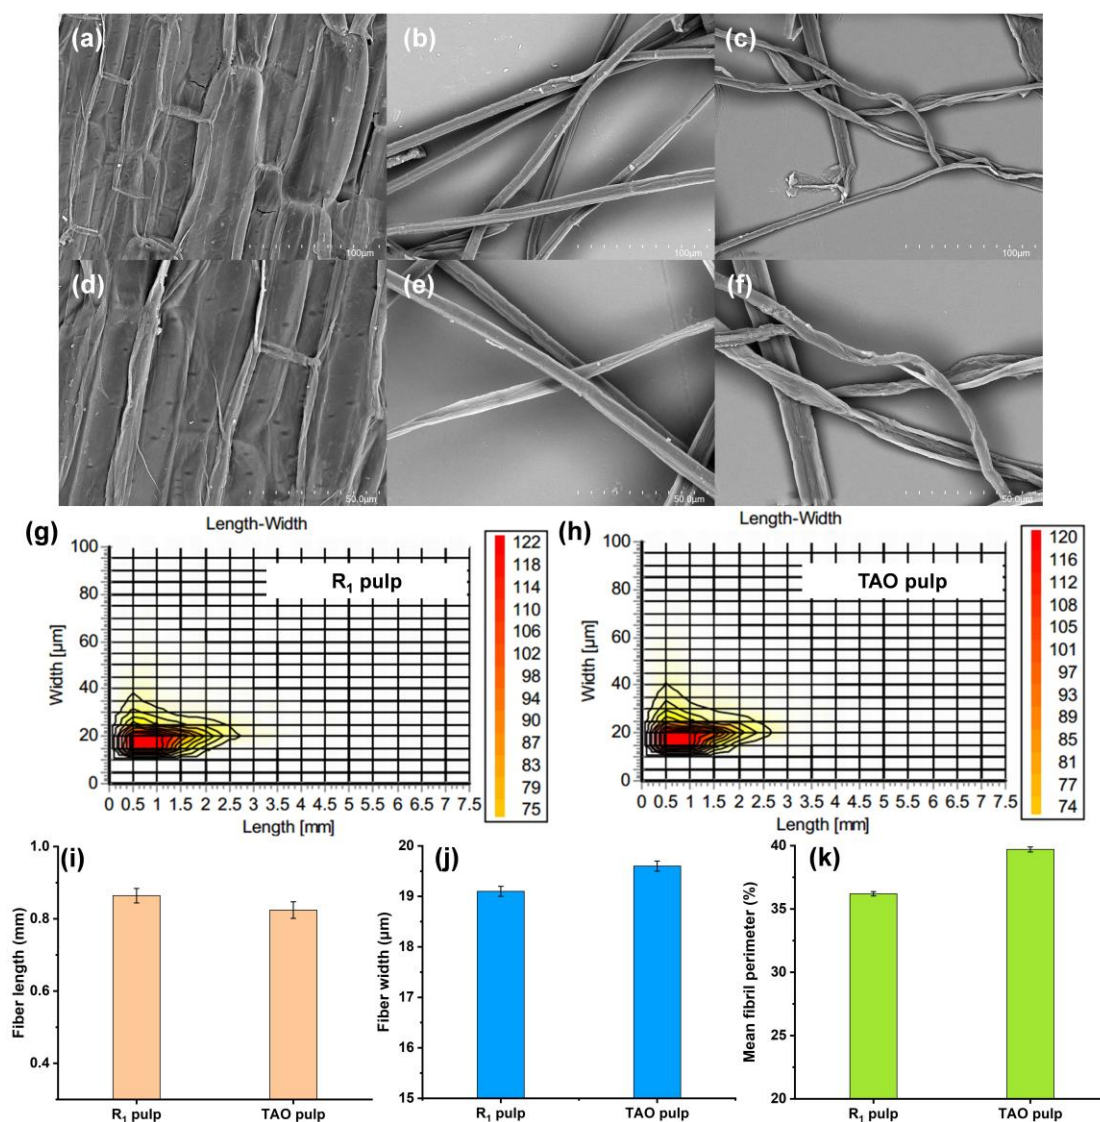 (a)
(b)
(c)
100μm
100μm
100μm
(d)
(e)
(f)
50.0μm
50.0μm
50.0μm
(g)
Length-Width
R₁ pulp
Width [μm]
100
80
60
40
20
0
0 0.5 1 1.5 2 2.5 3 3.5 4 4.5 5 5.5 6 6.5 7 7.5
Length [mm]
122
118
114
110
106
102
98
94
90
87
83
79
75
(h)
Length-Width
TAO pulp
Width [μm]
100
80
60
40
20
0
0 0.5 1 1.5 2 2.5 3 3.5 4 4.5 5 5.5 6 6.5 7 7.5
Length [mm]
120
116
112
108
105
101
97
93
89
85
81
77
74
(i)
Fiber length (mm)
1.0
0.8
0.6
0.4
R₁ pulp TAO pulp
(j)
Fiber width (μm)
20
19
18
17
16
15
R₁ pulp TAO pulp
(k)
Mean fibril perimeter (%)
40
35
30
25
20
R₁ pulp TAO pulp